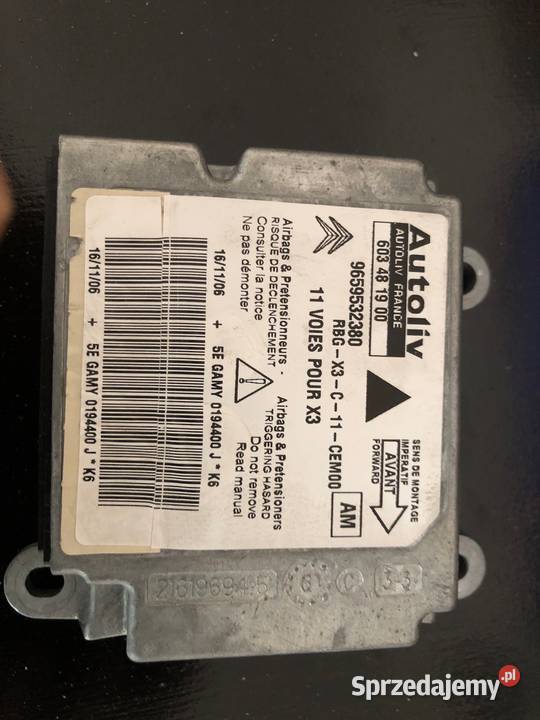 Autoliv
AUTOLIV FRANCE
603 48 19 00
SENS DE MONTAGE
IMPERATIF
AVANT
FORWARD
9659532380
RBG-X3-C-11-CEM00
11 VOIES POUR X3
AM
Airbags & Pretensionneurs -
RISQUE DE DECLENCHEMENT
Consulter la notice
Ne pas démonter
Airbags & Pretensioners
TRIGGERING HASARD
Do not remove
Read manual
16/11/06 + 5E GAMY 0194400 J * K6
16/11/06 + 5E GAMY 0194400 J * K6
C
33
Sprzedajemy.pl